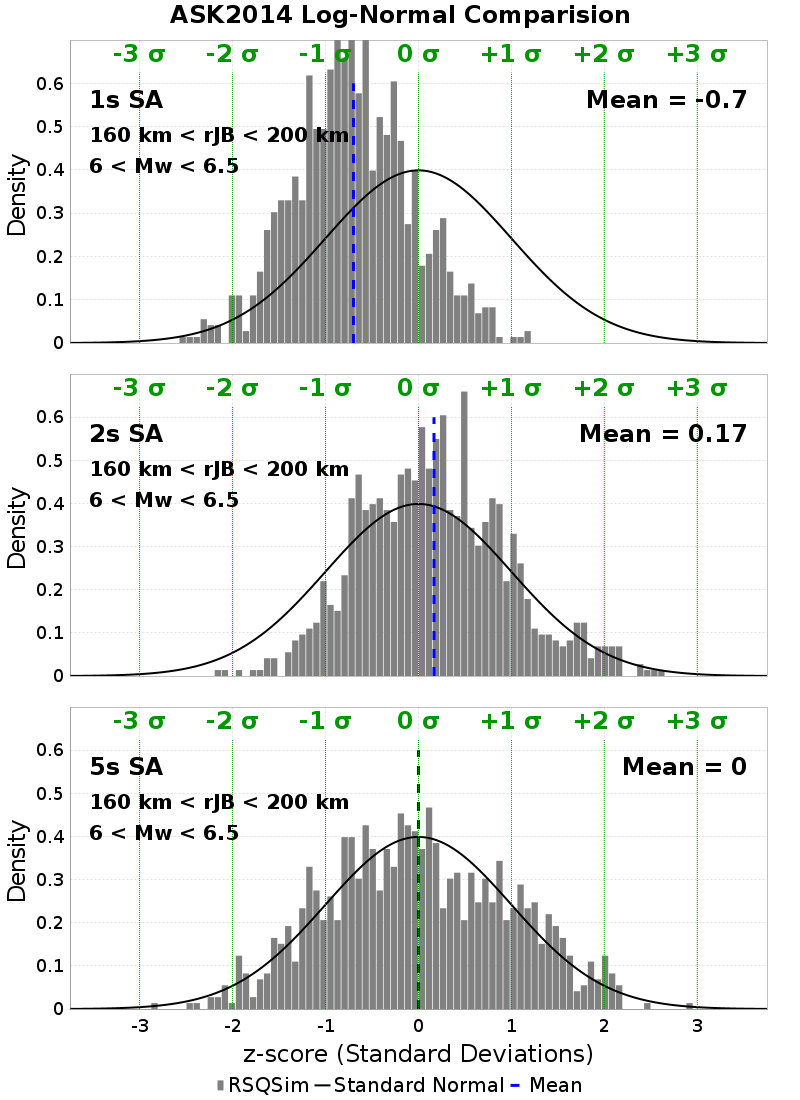 ASK2014 Log-Normal Comparision
-3 σ -2 σ -1 σ 0 σ +1 σ +2 σ +3 σ
1s SA
Mean = -0.7
160 km < rJB < 200 km
6 < Mw < 6.5
0.6
0.5
0.4
0.3
0.2
0.1
0
Density
-3 σ -2 σ -1 σ 0 σ +1 σ +2 σ +3 σ
2s SA
Mean = 0.17
160 km < rJB < 200 km
6 < Mw < 6.5
0.6
0.5
0.4
0.3
0.2
0.1
0
Density
-3 σ -2 σ -1 σ 0 σ +1 σ +2 σ +3 σ
5s SA
Mean = 0
160 km < rJB < 200 km
6 < Mw < 6.5
0.6
0.5
0.4
0.3
0.2
0.1
0
Density
-3 -2 -1 0 1 2 3
z-score (Standard Deviations)
RSQSim Standard Normal Mean